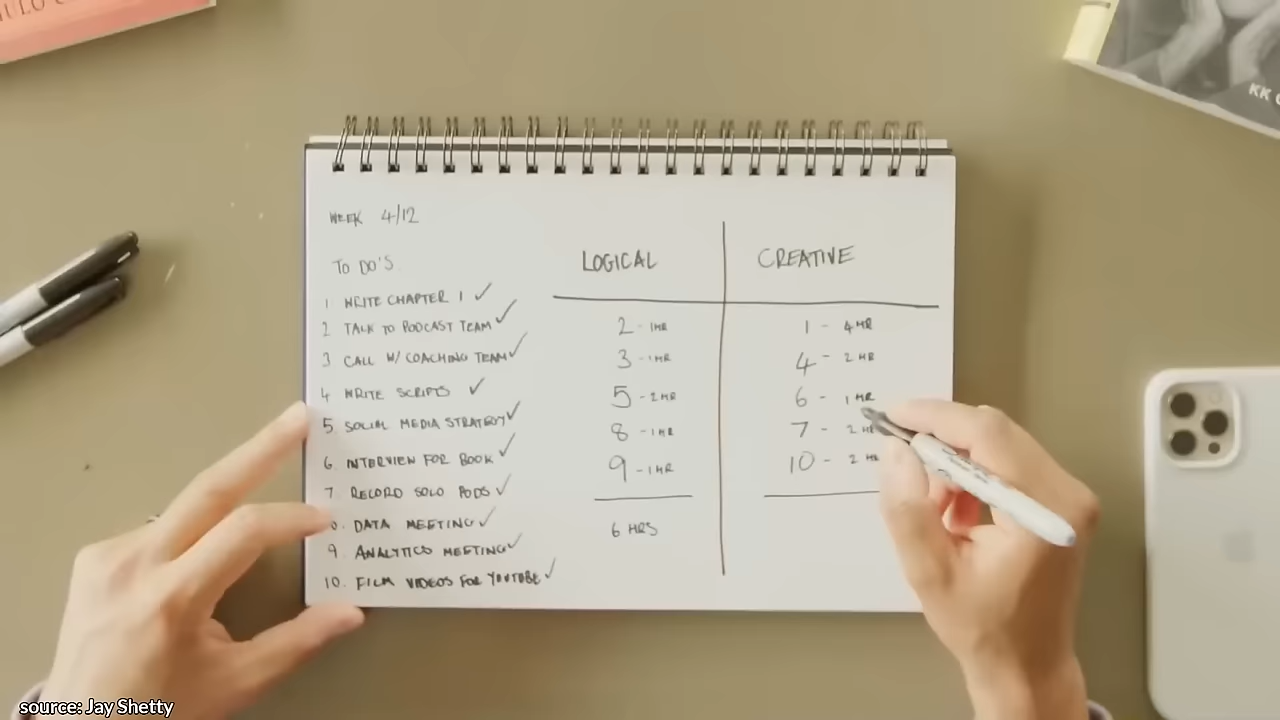 WEEK 4/12
TO DO'S
1 WRITE CHAPTER 1 ✓
2 TALK TO PODCAST TEAM ✓
3 CALL W/ COACHING TEAM ✓
4 WRITE SCRIPTS ✓
5 SOCIAL MEDIA STRATEGY ✓
6. INTERVIEW FOR BOOK ✓
7. RECORD SOLO PODS ✓
8. DATA MEETING ✓
9. ANALYTICS MEETING ✓
10. FILM VIDEOS FOR YOUTUBE ✓
LOGICAL
2 - 1HR
3 - 1HR
5 - 2HR
8 - 1HR
9 - 1HR
6 HRS
CREATIVE
1 - 4HR
4 - 2HR
6 - 1HR
7 - 2HR
10 - 2HR
KK
source: Jay Shetty